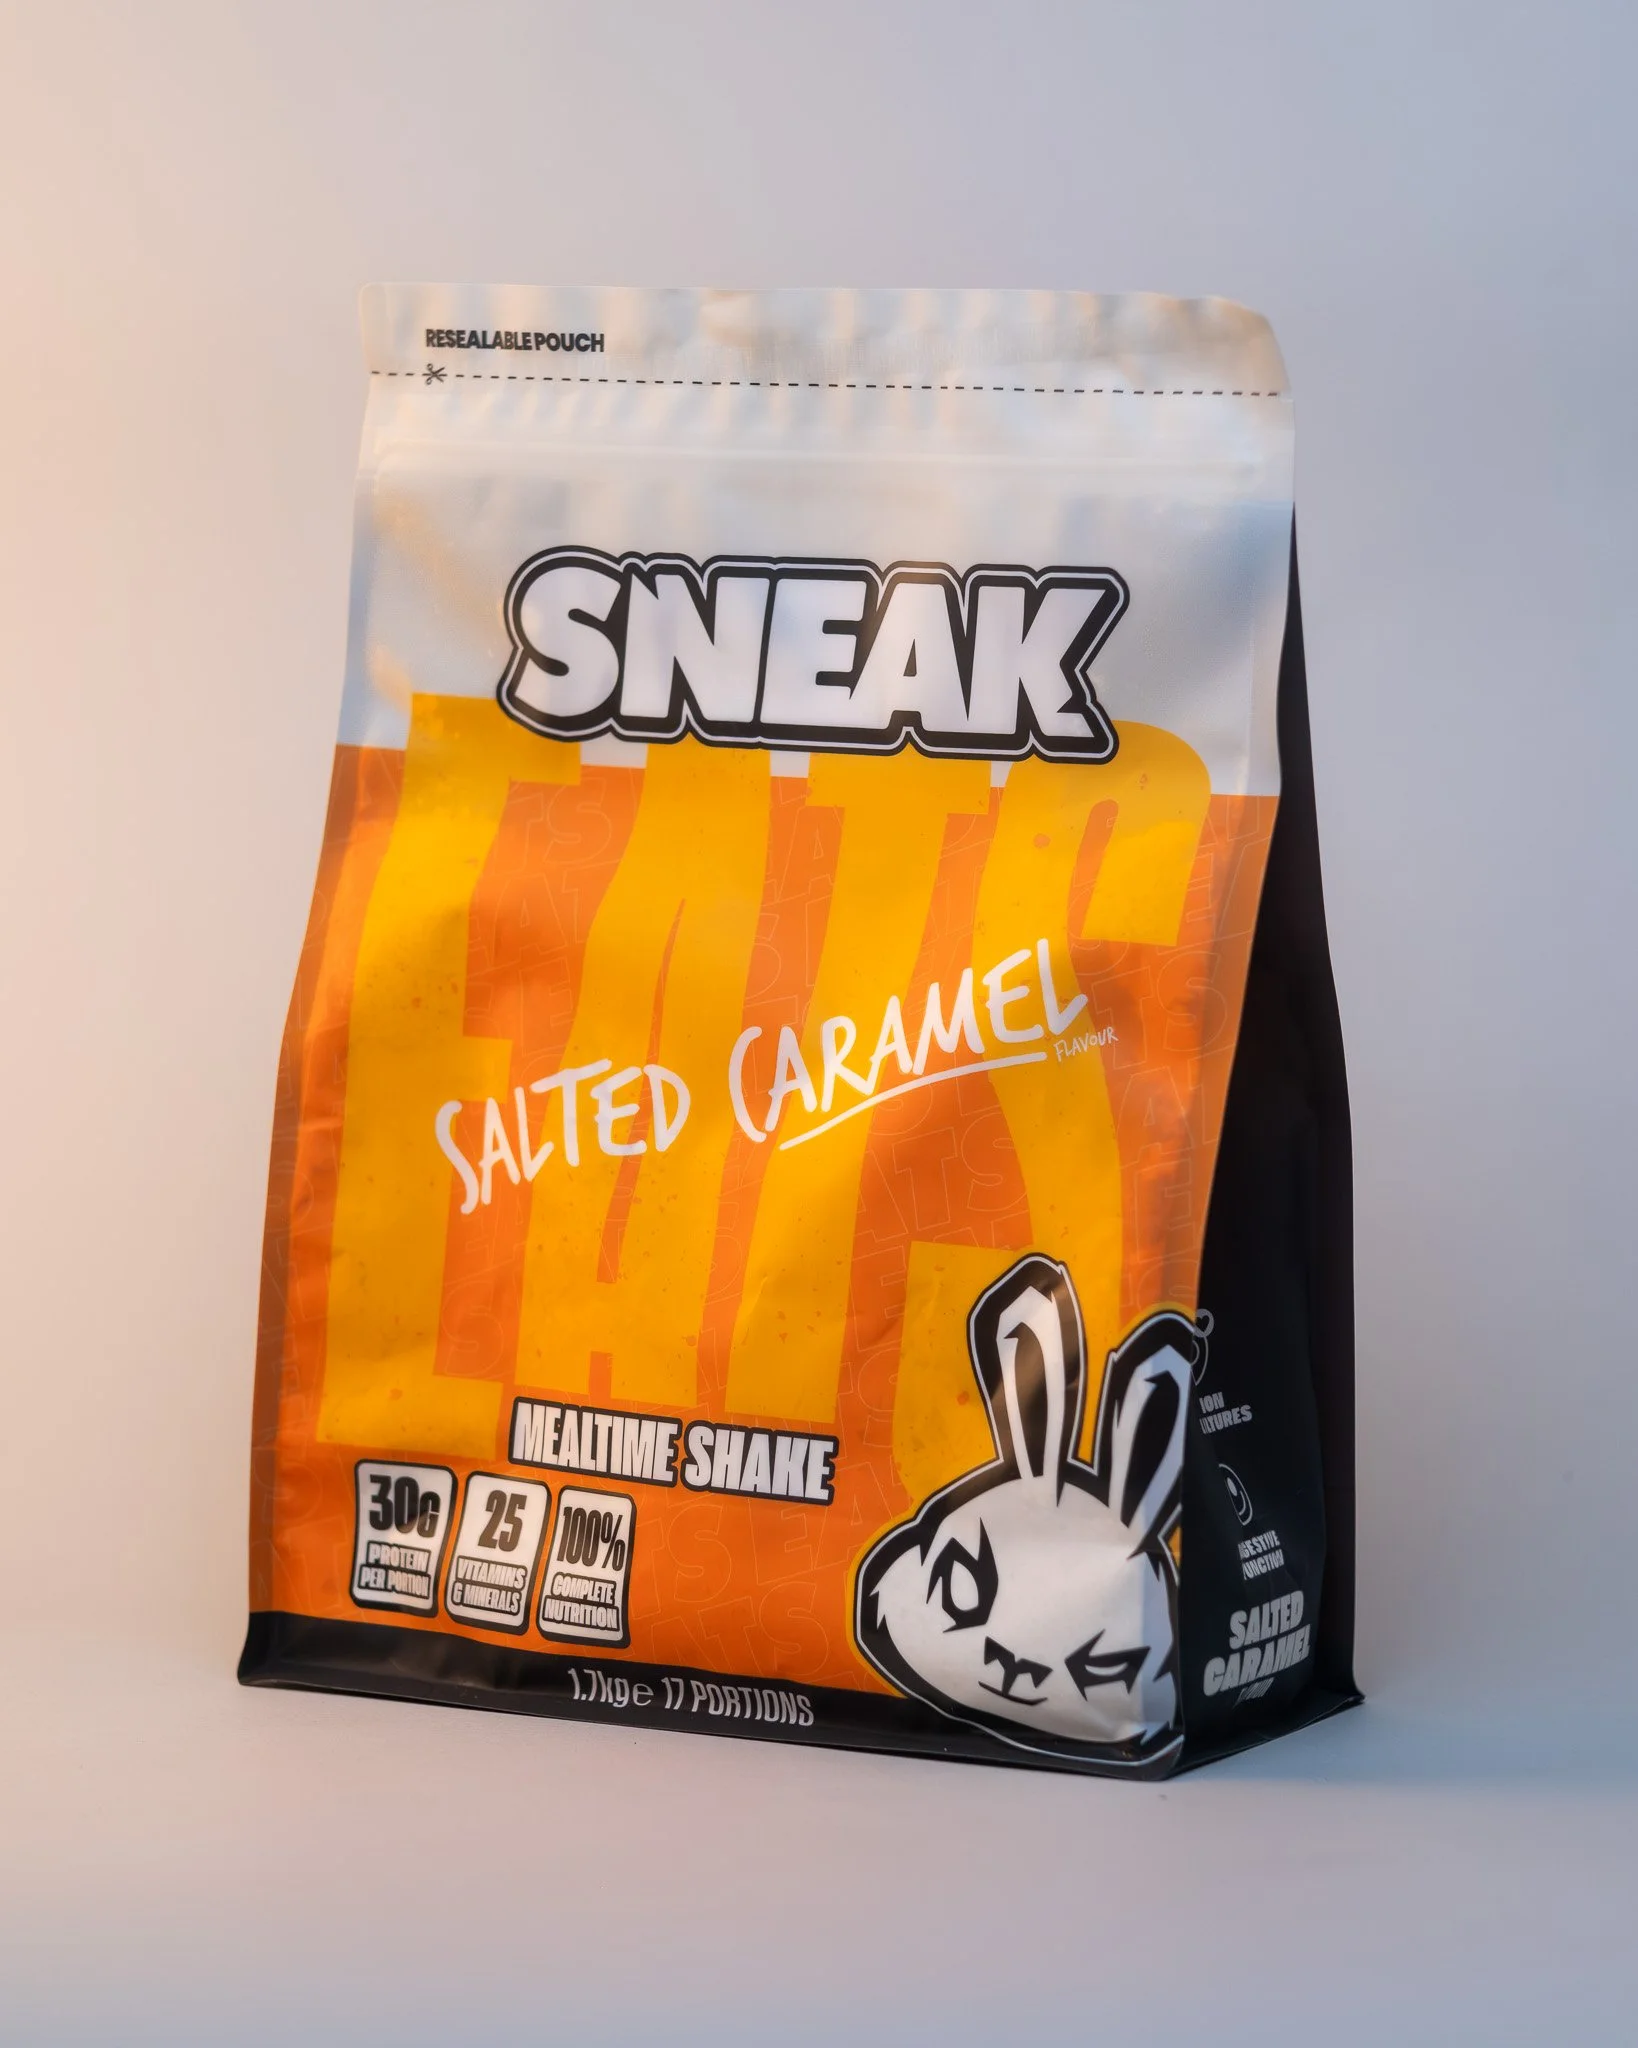 RESEALABLE POUCH
SNEAK
EATS
SALTED CARAMEL
FLAVOUR
MEALTIME SHAKE
30G
PROTEIN
PER PORTION
25
VITAMINS
& MINERALS
100%
COMPLETE
NUTRITION
1.7kg e 17 PORTIONS
SALTED
CARAMEL